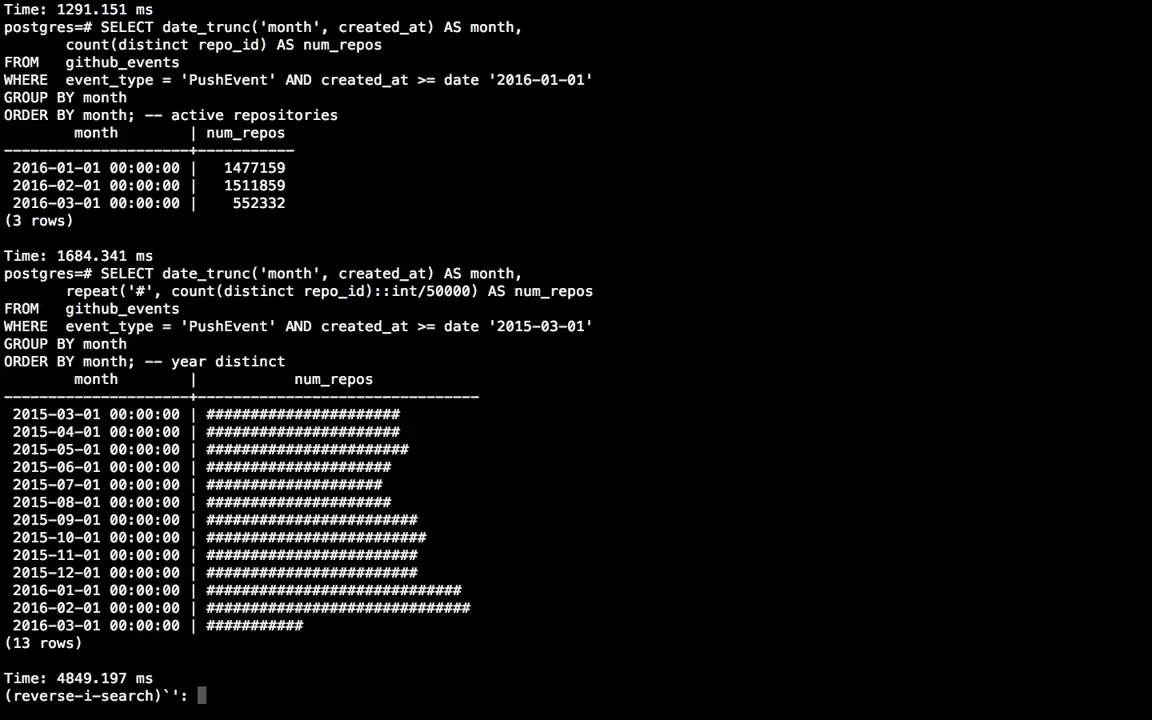 Time: 1291.151 ms
postgres=# SELECT date_trunc('month', created_at) AS month,
       count(distinct repo_id) AS num_repos
FROM   github_events
WHERE  event_type = 'PushEvent' AND created_at >= date '2016-01-01'
GROUP BY month
ORDER BY month; -- active repositories
        month        | num_repos
---------------------+-----------
 2016-01-01 00:00:00 |   1477159
 2016-02-01 00:00:00 |   1511859
 2016-03-01 00:00:00 |    552332
(3 rows)

Time: 1684.341 ms
postgres=# SELECT date_trunc('month', created_at) AS month,
       repeat('#', count(distinct repo_id)::int/50000) AS num_repos
FROM   github_events
WHERE  event_type = 'PushEvent' AND created_at >= date '2015-03-01'
GROUP BY month
ORDER BY month; -- year distinct
        month        |           num_repos
---------------------+--------------------------------
 2015-03-01 00:00:00 | ######################
 2015-04-01 00:00:00 | ######################
 2015-05-01 00:00:00 | #######################
 2015-06-01 00:00:00 | #####################
 2015-07-01 00:00:00 | ####################
 2015-08-01 00:00:00 | #####################
 2015-09-01 00:00:00 | ########################
 2015-10-01 00:00:00 | #########################
 2015-11-01 00:00:00 | ########################
 2015-12-01 00:00:00 | ########################
 2016-01-01 00:00:00 | #############################
 2016-02-01 00:00:00 | ##############################
 2016-03-01 00:00:00 | ###########
(13 rows)

Time: 4849.197 ms
(reverse-i-search)`':